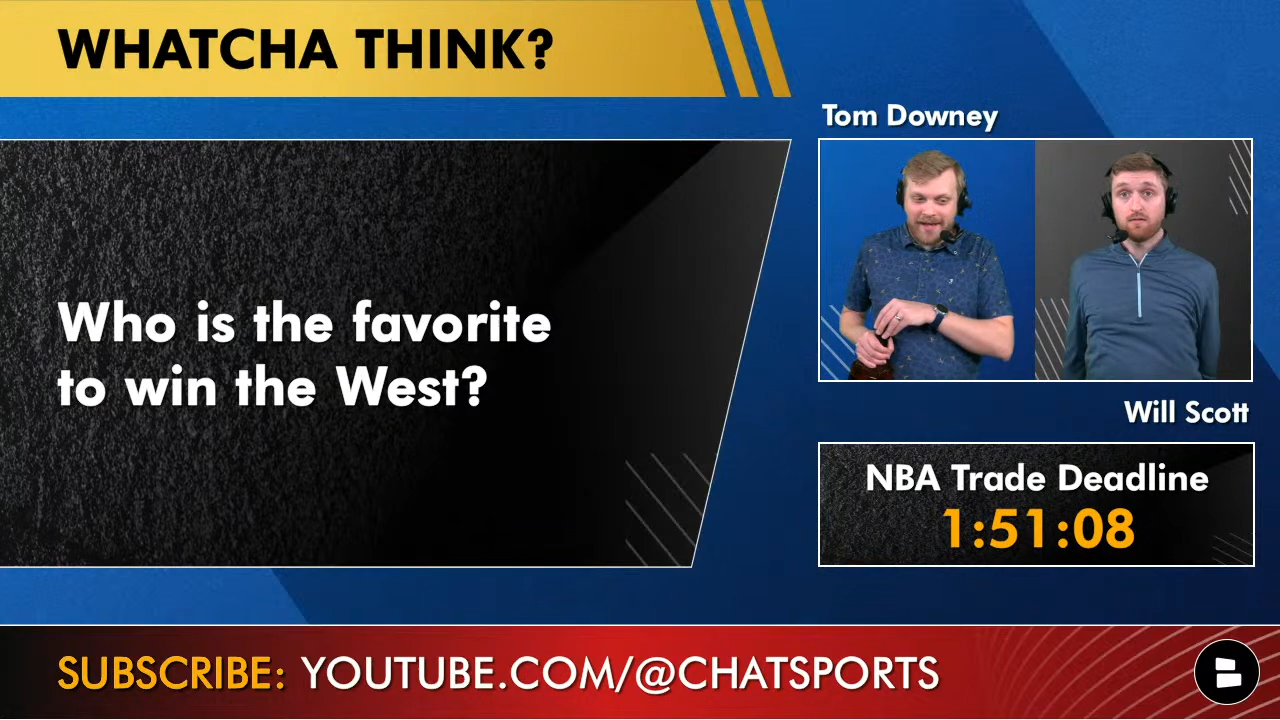 WHATCHA THINK?
Tom Downey
Who is the favorite
to win the West?
Will Scott
NBA Trade Deadline
1:51:08
SUBSCRIBE: YOUTUBE.COM/@CHATSPORTS